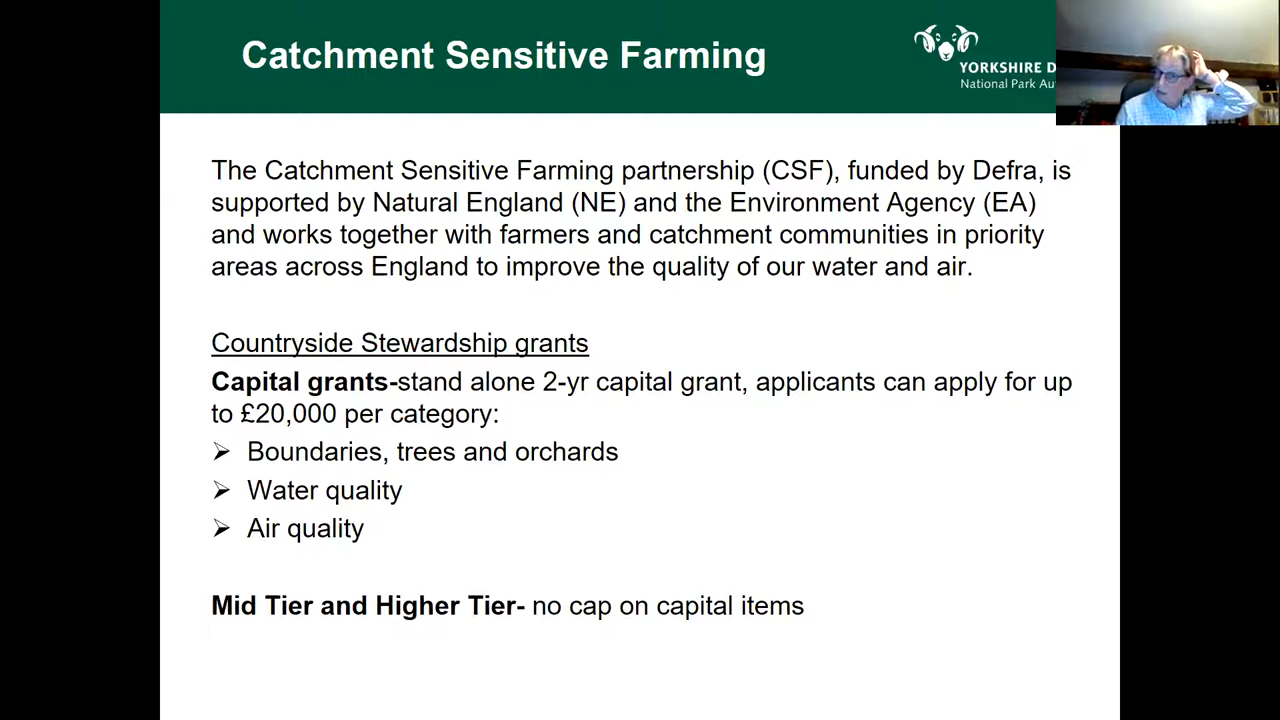 Catchment Sensitive Farming
YORKSHIRE D
National Park Au
The Catchment Sensitive Farming partnership (CSF), funded by Defra, is
supported by Natural England (NE) and the Environment Agency (EA)
and works together with farmers and catchment communities in priority
areas across England to improve the quality of our water and air.
Countryside Stewardship grants
Capital grants-stand alone 2-yr capital grant, applicants can apply for up
to £20,000 per category:
➢ Boundaries, trees and orchards
➢ Water quality
➢ Air quality
Mid Tier and Higher Tier- no cap on capital items